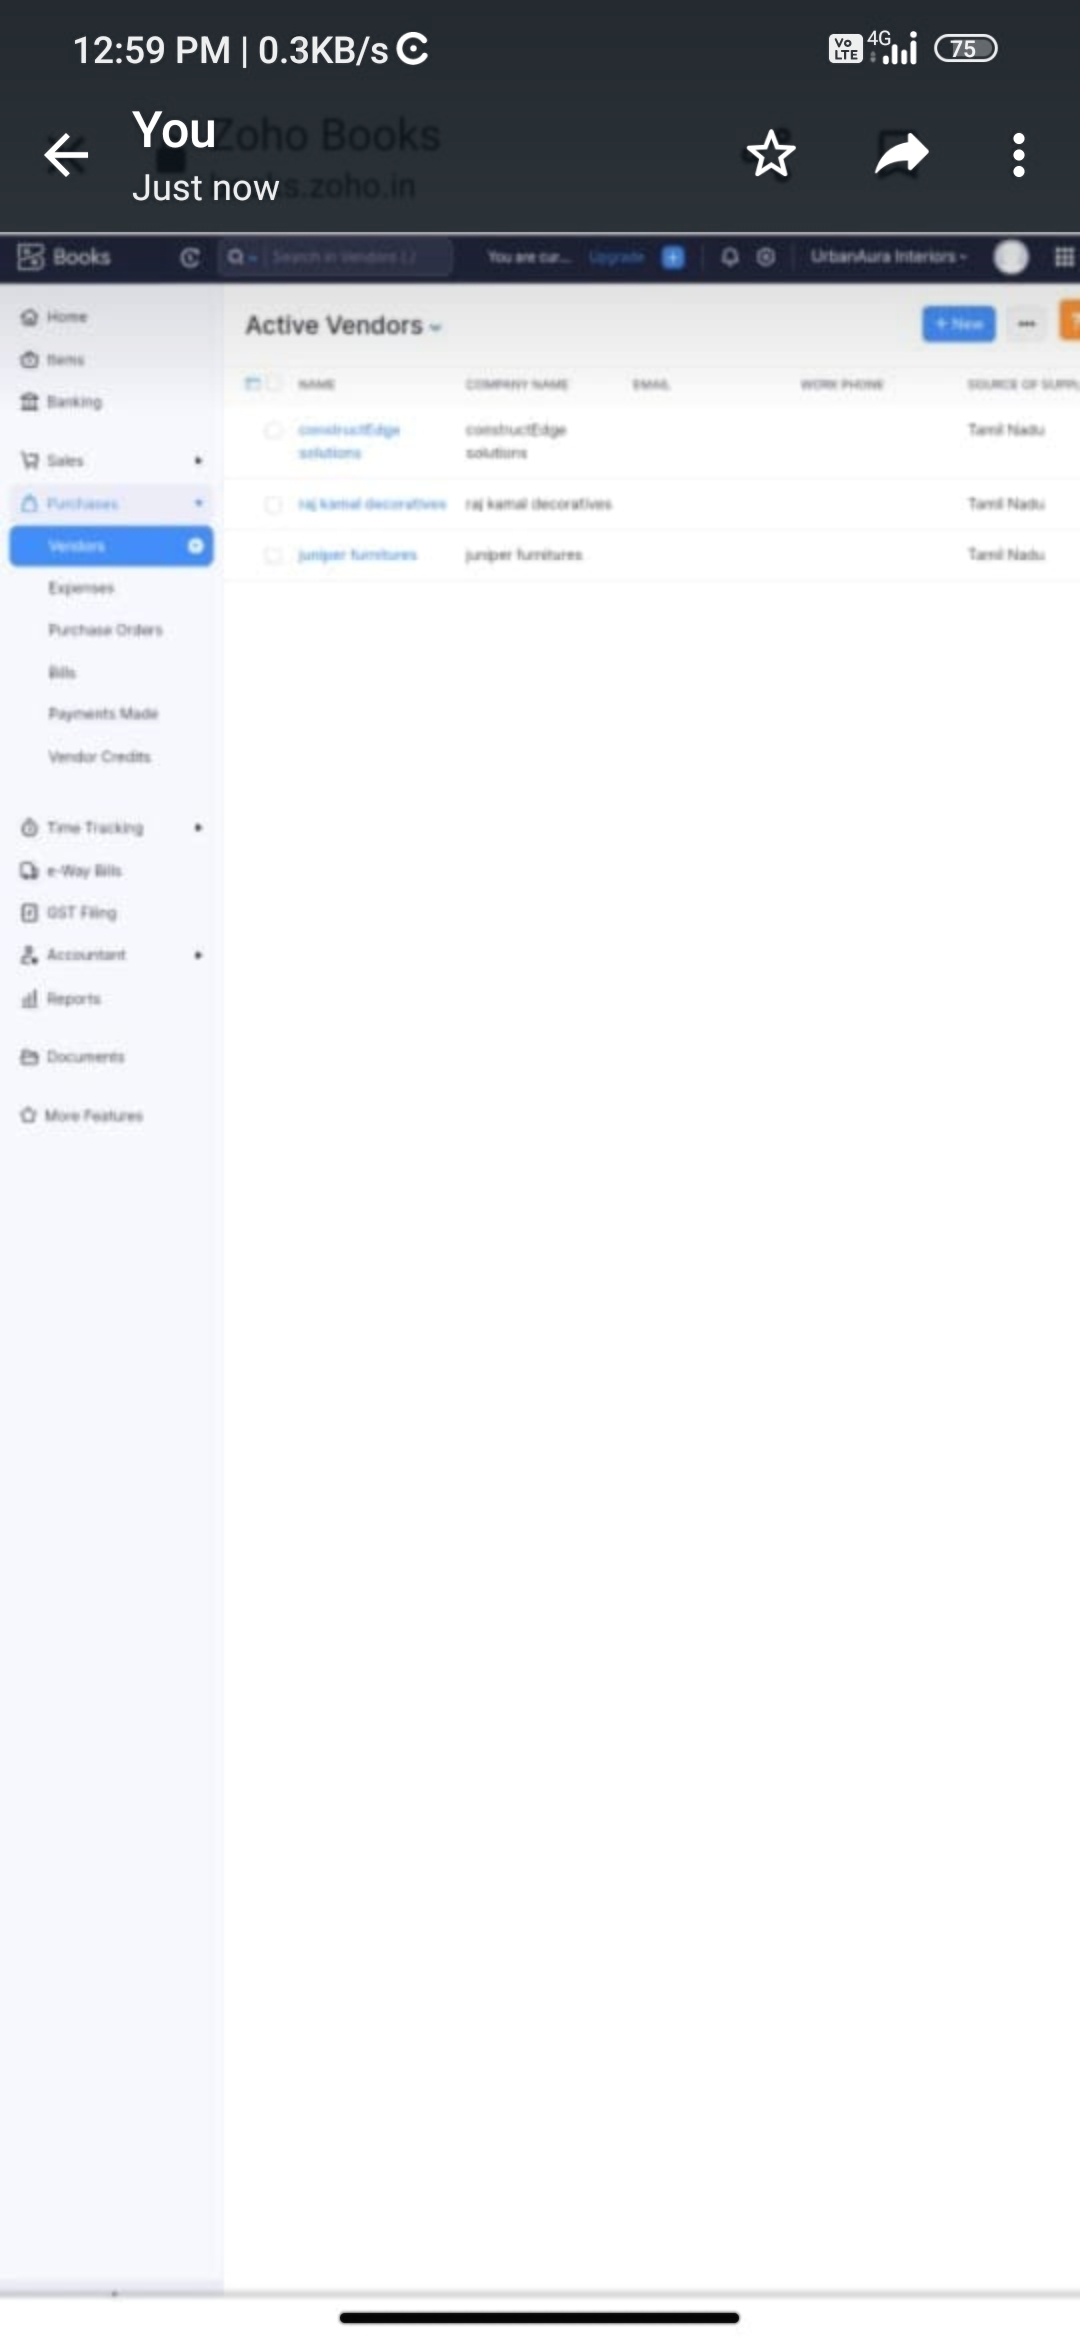 12:59 PM | 0.3KB/s
Vo LTE 4G 75
You
Just now
Zoho Books
s.zoho.in
Books
Search in Vendors ( / )
You are cur...
Upgrade
UrbanAura Interiors
Home
Items
Banking
Sales
Purchases
Vendors
Expenses
Purchase Orders
Bills
Payments Made
Vendor Credits
Time Tracking
e-Way Bills
GST Filing
Accountant
Reports
Documents
More Features
Active Vendors
+ New
NAME COMPANY NAME EMAIL WORK PHONE SOURCE OF SUPPL
constructEdge solutions constructEdge solutions Tamil Nadu
raj kamal decoratives raj kamal decoratives Tamil Nadu
juniper furnitures juniper furnitures Tamil Nadu